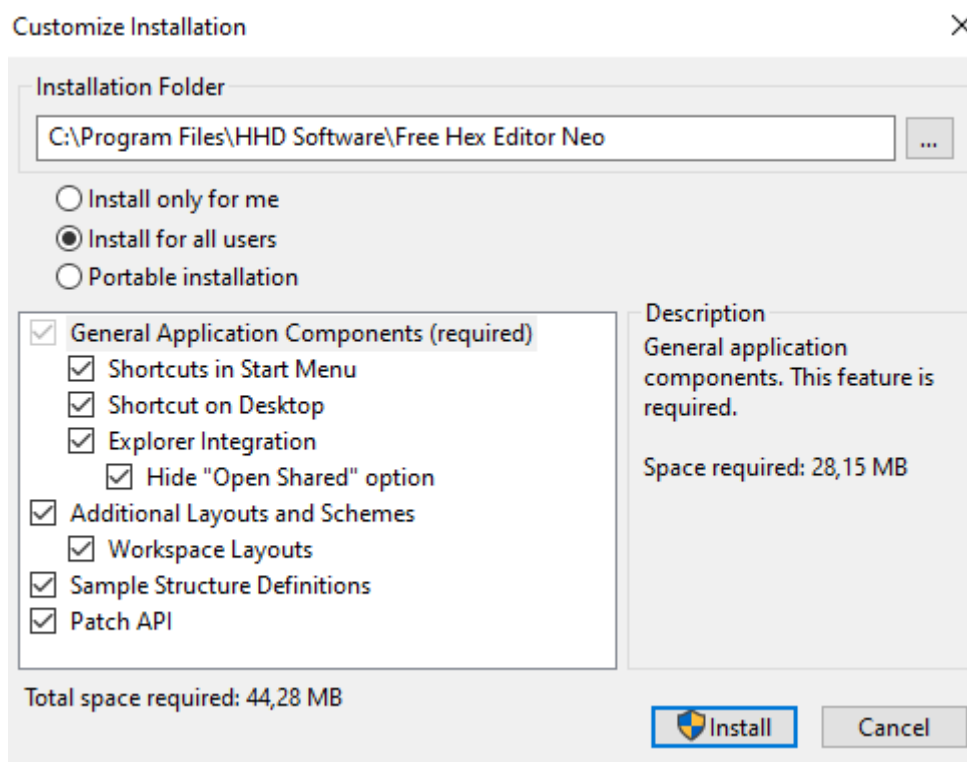 Customize Installation
Installation Folder
C:\Program Files\HHD Software\Free Hex Editor Neo
...
Install only for me
Install for all users
Portable installation
General Application Components (required)
Shortcuts in Start Menu
Shortcut on Desktop
Explorer Integration
Hide "Open Shared" option
Additional Layouts and Schemes
Workspace Layouts
Sample Structure Definitions
Patch API
Description
General application
components. This feature is
required.
Space required: 28,15 MB
Total space required: 44,28 MB
Install
Cancel